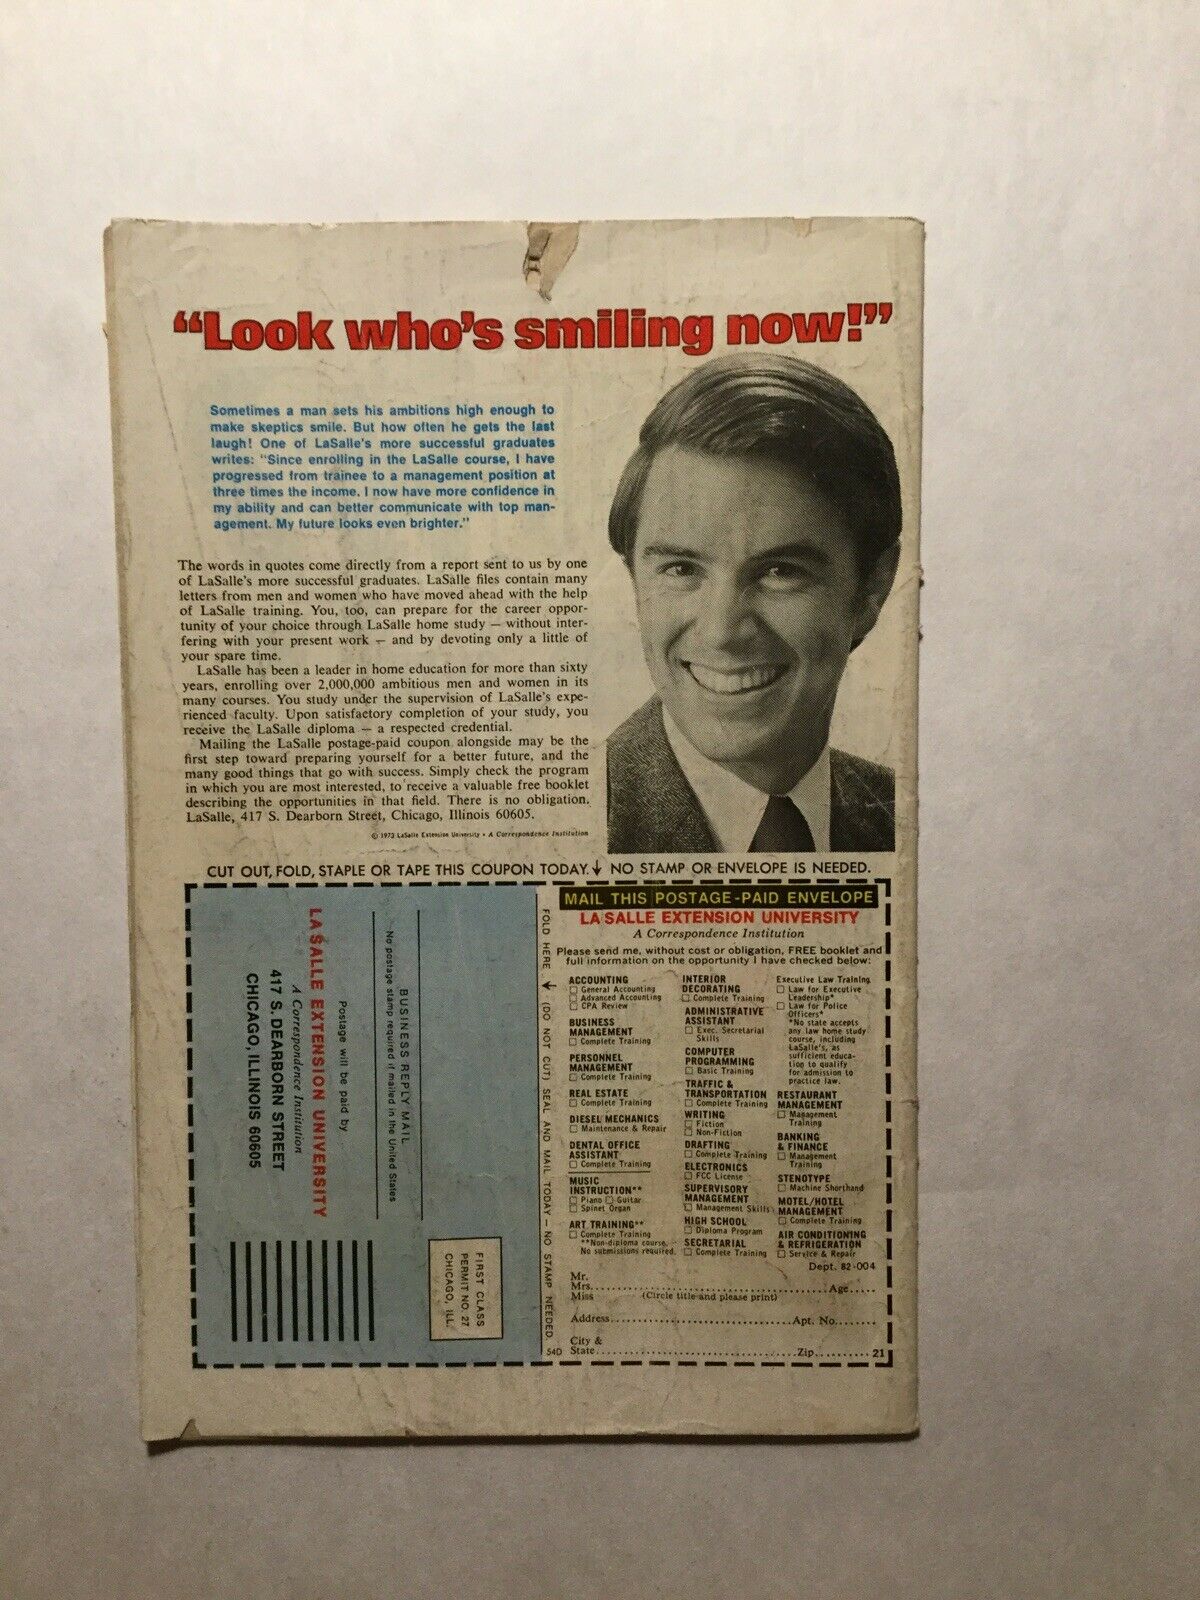 “Look who’s smiling now!”
Sometimes a man sets his ambitions high enough to
make skeptics smile. But how often he gets the last
laugh! One of LaSalle's more successful graduates
writes: "Since enrolling in the LaSalle course, I have
progressed from trainee to a management position at
three times the income. I now have more confidence in
my ability and can better communicate with top man-
agement. My future looks even brighter."
The words in quotes come directly from a report sent to us by one
of LaSalle's more successful graduates. LaSalle files contain many
letters from men and women who have moved ahead with the help
of LaSalle training. You, too, can prepare for the career oppor-
tunity of your choice through LaSalle home study — without inter-
fering with your present work — and by devoting only a little of
your spare time.
LaSalle has been a leader in home education for more than sixty
years, enrolling over 2,000,000 ambitious men and women in its
many courses. You study under the supervision of LaSalle's expe-
rienced faculty. Upon satisfactory completion of your study, you
receive the LaSalle diploma — a respected credential.
Mailing the LaSalle postage-paid coupon alongside may be the
first step toward preparing yourself for a better future, and the
many good things that go with success. Simply check the program
in which you are most interested, to receive a valuable free booklet
describing the opportunities in that field. There is no obligation.
LaSalle, 417 S. Dearborn Street, Chicago, Illinois 60605.
© 1973 LaSalle Extension University • A Correspondence Institution
CUT OUT, FOLD, STAPLE OR TAPE THIS COUPON TODAY. ↓ NO STAMP OR ENVELOPE IS NEEDED.
FIRST CLASS
PERMIT NO. 27
CHICAGO, ILL.
BUSINESS REPLY MAIL
No postage stamp required if mailed in the United States
Postage will be paid by
LA SALLE EXTENSION UNIVERSITY
A Correspondence Institution
417 S. DEARBORN STREET
CHICAGO, ILLINOIS 60605
FOLD HERE ↓ (DO NOT CUT) SEAL AND MAIL TODAY — NO STAMP NEEDED.
54D
MAIL THIS POSTAGE-PAID ENVELOPE
LA SALLE EXTENSION UNIVERSITY
A Correspondence Institution
Please send me, without cost or obligation, FREE booklet and
full information on the opportunity I have checked below:
ACCOUNTING
☐ General Accounting
☐ Advanced Accounting
☐ CPA Review
BUSINESS
MANAGEMENT
☐ Complete Training
PERSONNEL
MANAGEMENT
☐ Complete Training
REAL ESTATE
☐ Complete Training
DIESEL MECHANICS
☐ Maintenance & Repair
DENTAL OFFICE
ASSISTANT
☐ Complete Training
MUSIC
INSTRUCTION**
☐ Piano ☐ Guitar
☐ Spinet Organ
ART TRAINING**
☐ Complete Training
**Non-diploma course.
No submissions required.
INTERIOR
DECORATING
☐ Complete Training
ADMINISTRATIVE
ASSISTANT
☐ Exec. Secretarial
Skills
COMPUTER
PROGRAMMING
☐ Basic Training
TRAFFIC &
TRANSPORTATION
☐ Complete Training
WRITING
☐ Fiction
☐ Non-Fiction
DRAFTING
☐ Complete Training
ELECTRONICS
☐ FCC License
SUPERVISORY
MANAGEMENT
☐ Management Skills
HIGH SCHOOL
☐ Diploma Program
SECRETARIAL
☐ Complete Training
Executive Law Training
☐ Law for Executive
Leadership*
☐ Law for Police
Officers*
*No state accepts
any law home study
course, including
LaSalle's, as
sufficient educa-
tion to qualify
for admission to
practice law.
RESTAURANT
MANAGEMENT
☐ Management
Training
BANKING
& FINANCE
☐ Management
Training
STENOTYPE
☐ Machine Shorthand
MOTEL/HOTEL
MANAGEMENT
☐ Complete Training
AIR CONDITIONING
& REFRIGERATION
☐ Service & Repair
Dept. 82-004
Mr.
Mrs. Age
Miss (Circle title and please print)
Address Apt. No.
City &
State Zip 21